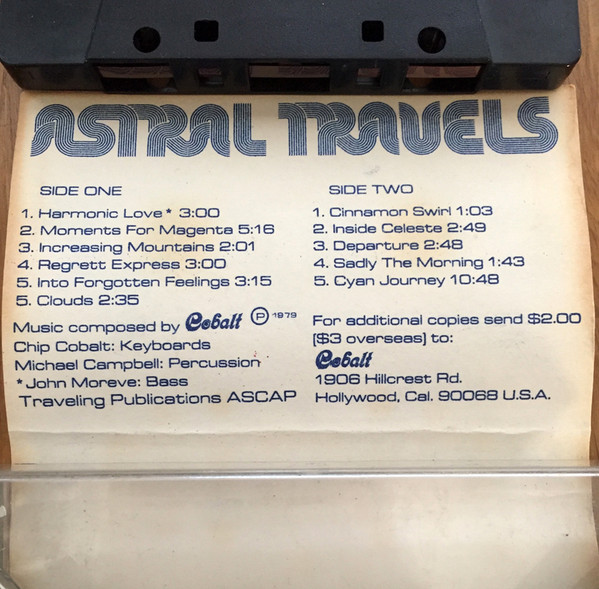 ASTRAL TRAVELS
SIDE ONE
1. Harmonic Love* 3:00
2. Moments For Magenta 5:16
3. Increasing Mountains 2:01
4. Regrett Express 3:00
5. Into Forgotten Feelings 3:15
5. Clouds 2:35
Music composed by Cobalt ℗ 1979
Chip Cobalt: Keyboards
Michael Campbell: Percussion
*John Moreve: Bass
Traveling Publications ASCAP
SIDE TWO
1. Cinnamon Swirl 1:03
2. Inside Celeste 2:49
3. Departure 2:48
4. Sadly The Morning 1:43
5. Cyan Journey 10:48
For additional copies send $2.00
[$3 overseas] to:
Cobalt
1906 Hillcrest Rd.
Hollywood, Cal. 90068 U.S.A.